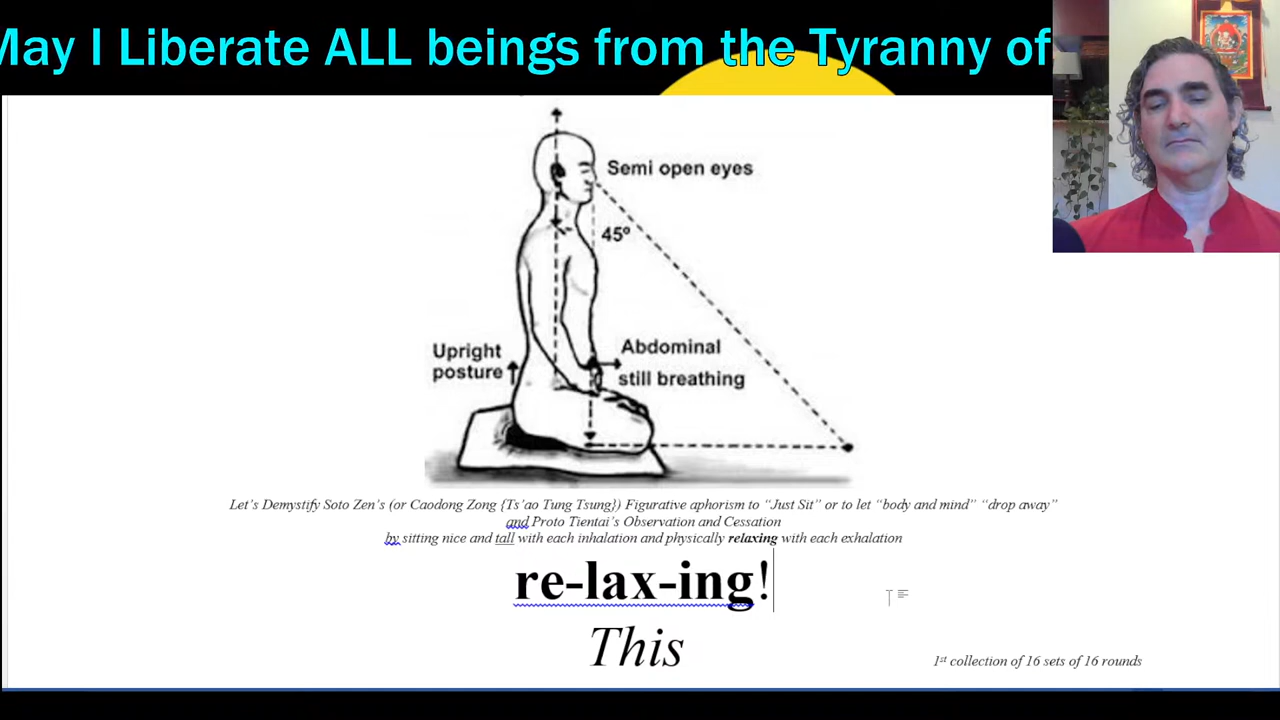 May I Liberate ALL beings from the Tyranny of
Semi open eyes
45º
Upright
posture
Abdominal
still breathing
Let’s Demystify Soto Zen’s (or Caodong Zong {Ts’ao Tung Tsung}) Figurative aphorism to “Just Sit” or to let “body and mind” “drop away”
and Proto Tientai’s Observation and Cessation
by sitting nice and tall with each inhalation and physically relaxing with each exhalation
re-lax-ing!
This
1st collection of 16 sets of 16 rounds